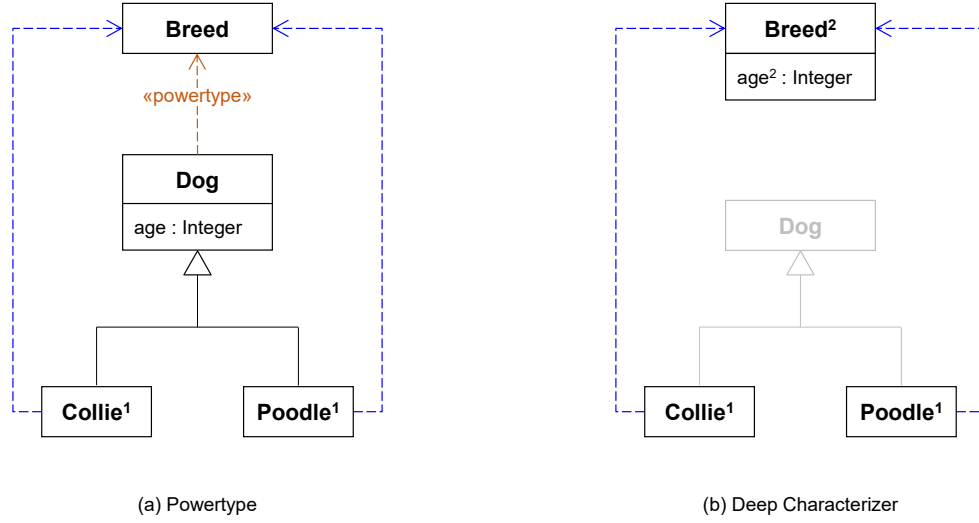 Breed
«powertype»
Dog
age : Integer
Collie¹
Poodle¹
(a) Powertype
Breed²
age² : Integer
Dog
Collie¹
Poodle¹
(b) Deep Characterizer